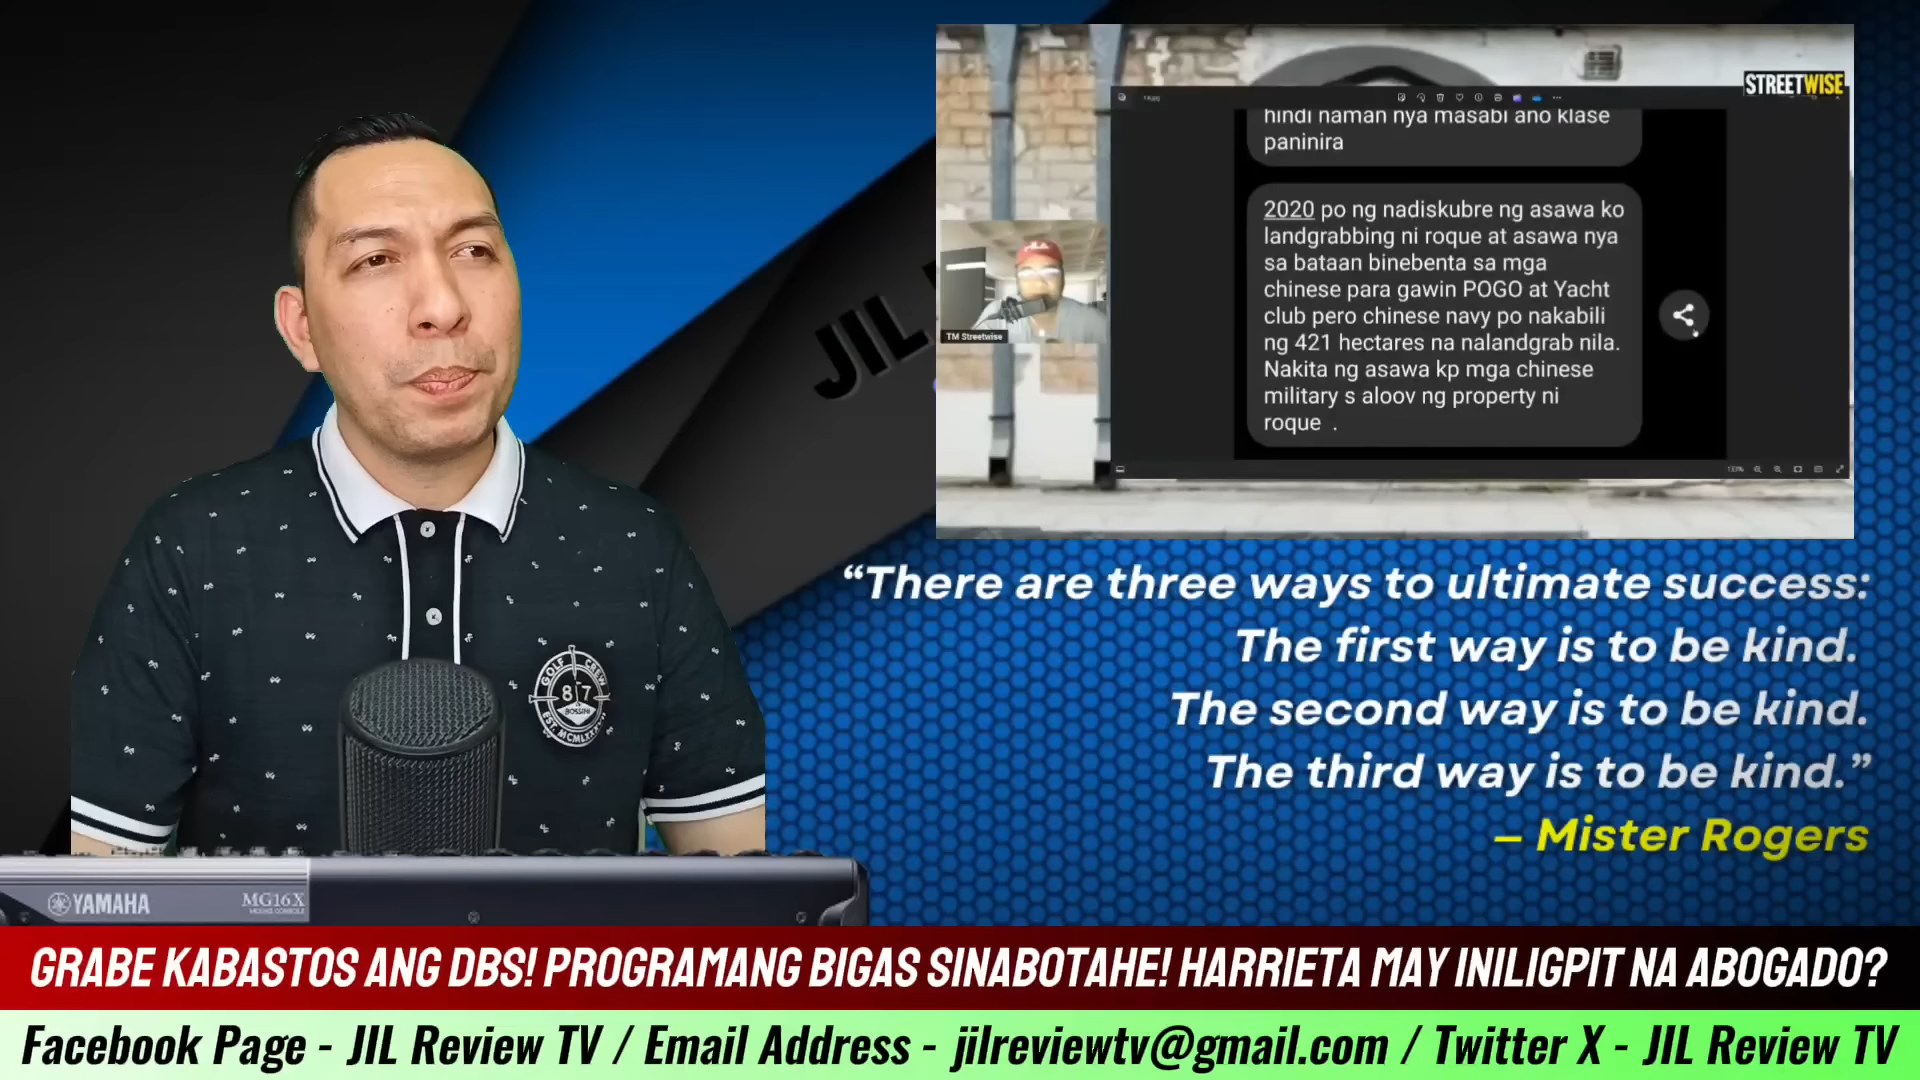 STREETWISE
hindi naman nya masabi ano klase
paninira
2020 po ng nadiskubre ng asawa ko
landgrabbing ni roque at asawa nya
sa bataan binebenta sa mga
chinese para gawin POGO at Yacht
club pero chinese navy po nakabili
ng 421 hectares na nalandgrab nila.
Nakita ng asawa kp mga chinese
military s aloov ng property ni
roque .
TM Streetwise
JIL
“There are three ways to ultimate success:
The first way is to be kind.
The second way is to be kind.
The third way is to be kind.”
– Mister Rogers
GOLF CREW
87
BOSSINI
YAMAHA
MG16X
MIXING CONSOLE
GRABE KABASTOS ANG DBS! PROGRAMANG BIGAS SINABOTAHE! HARRIETA MAY INILIGPIT NA ABOGADO?
Facebook Page - JIL Review TV / Email Address - jilreviewtv@gmail.com / Twitter X - JIL Review TV